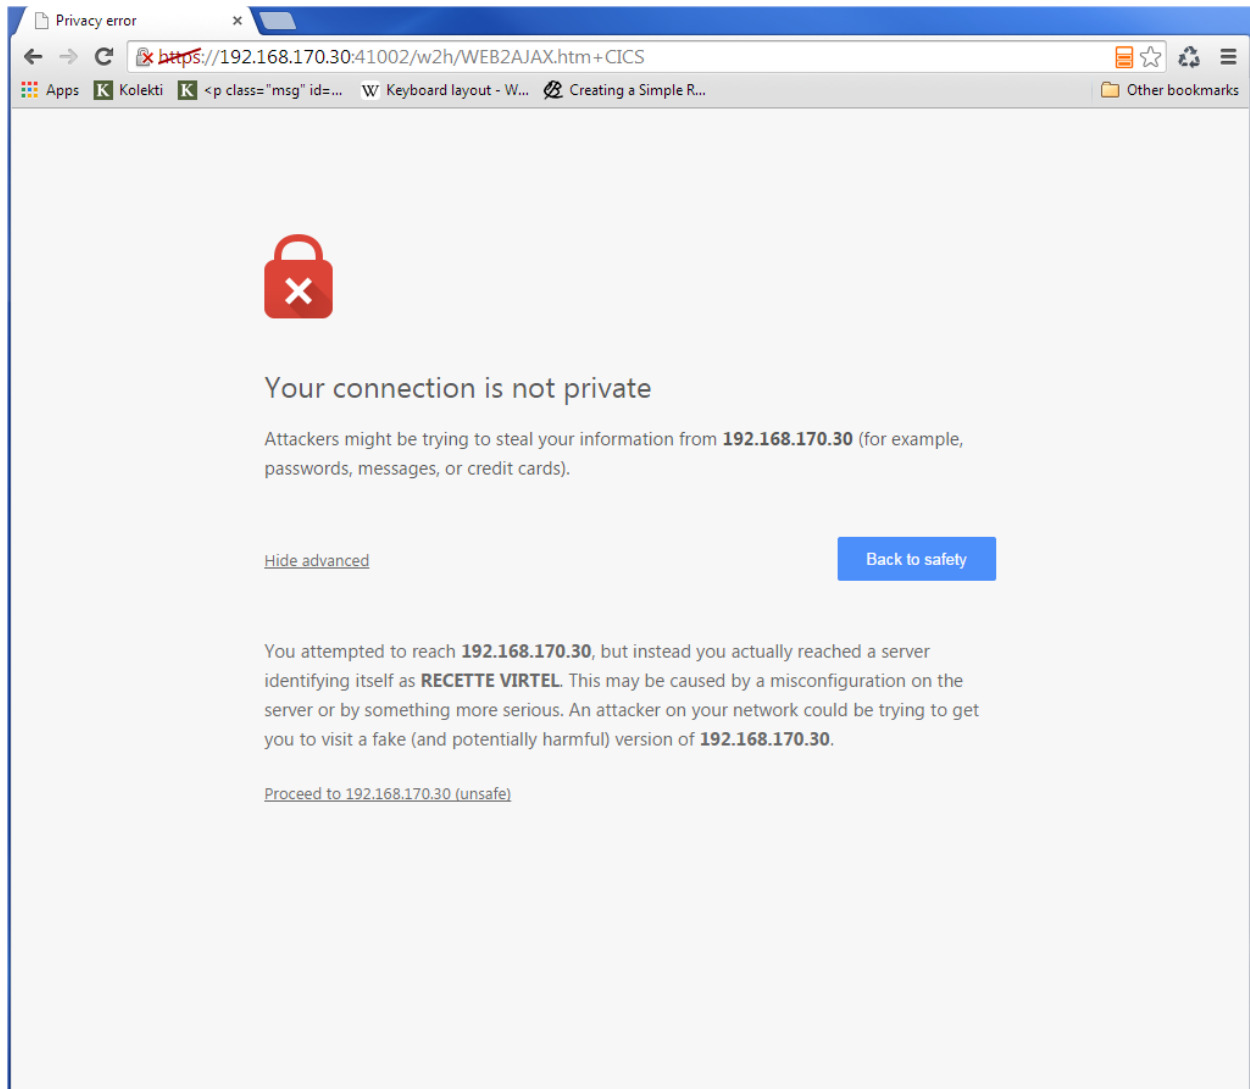 Privacy error
https://192.168.170.30:41002/w2h/WEB2AJAX.htm+CICS
Apps K Kolekti K <p class="msg" id=... W Keyboard layout - W... Creating a Simple R... Other bookmarks
Your connection is not private
Attackers might be trying to steal your information from 192.168.170.30 (for example,
passwords, messages, or credit cards).
Hide advanced Back to safety
You attempted to reach 192.168.170.30, but instead you actually reached a server
identifying itself as RECETTE VIRTEL. This may be caused by a misconfiguration on the
server or by something more serious. An attacker on your network could be trying to get
you to visit a fake (and potentially harmful) version of 192.168.170.30.
Proceed to 192.168.170.30 (unsafe)